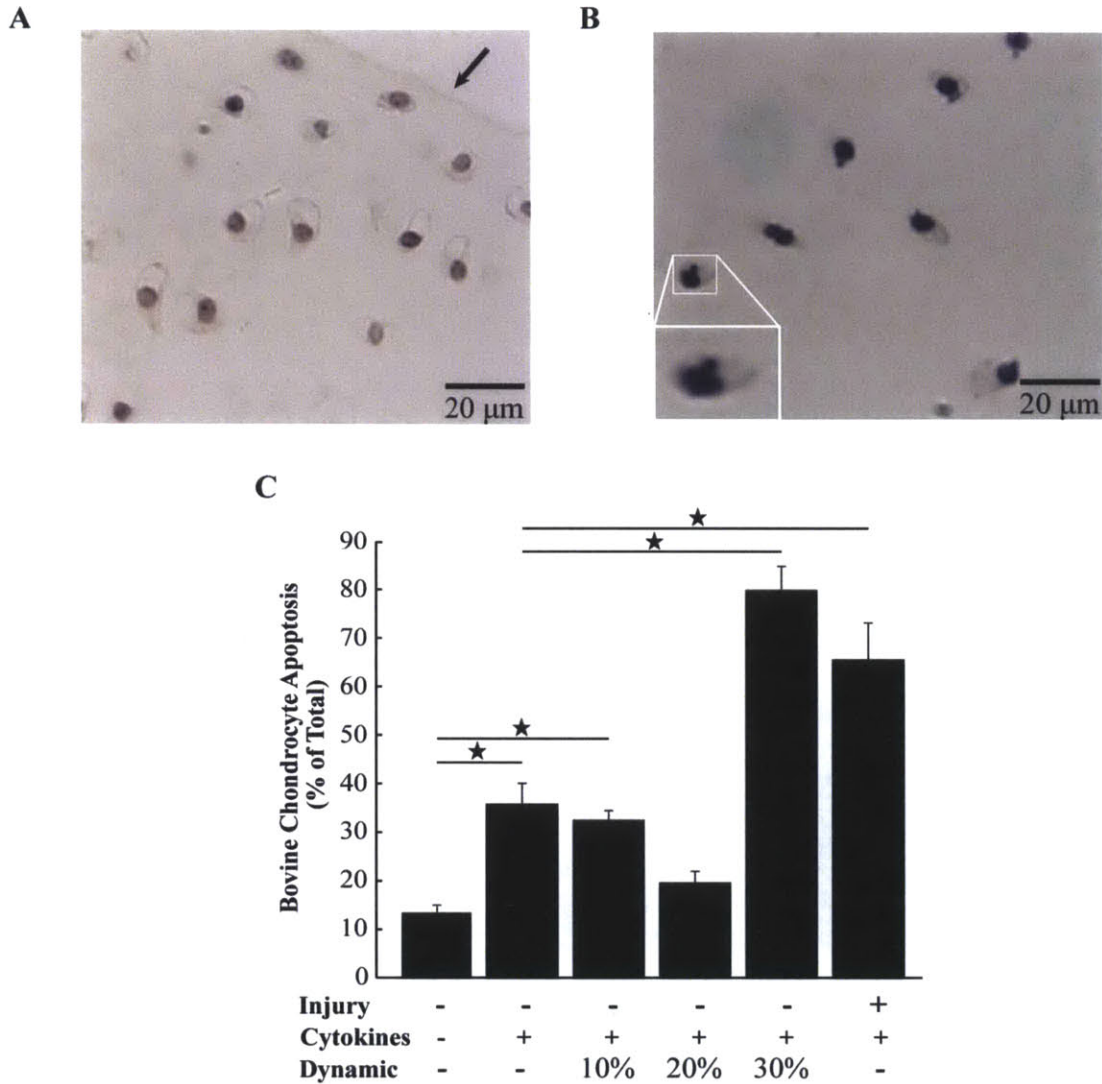 A
B
20 μm
20 μm
C
90
80
70
60
50
40
30
20
10
0
Bovine Chondrocyte Apoptosis
(% of Total)
Injury - - - - - +
Cytokines - + + + + +
Dynamic - - 10% 20% 30% -